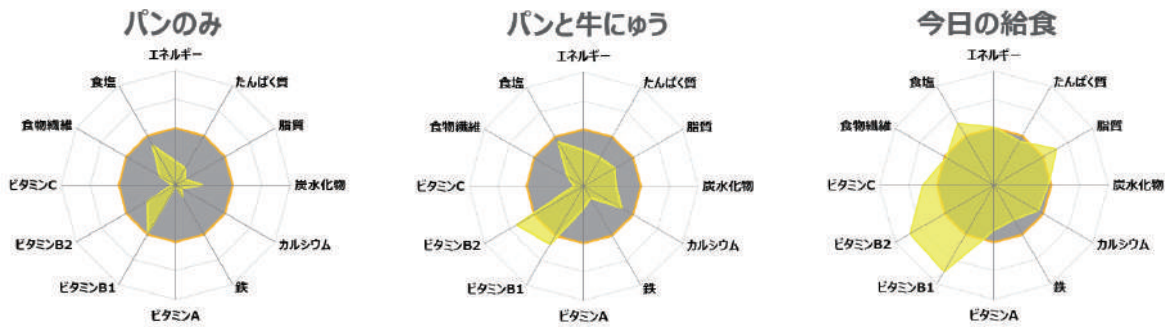 パンのみ
エネルギー
たんぱく質
脂質
炭水化物
カルシウム
鉄
ビタミンA
ビタミンB1
ビタミンB2
ビタミンC
食物繊維
食塩
パンと牛にゅう
エネルギー
たんぱく質
脂質
炭水化物
カルシウム
鉄
ビタミンA
ビタミンB1
ビタミンB2
ビタミンC
食物繊維
食塩
今日の給食
エネルギー
たんぱく質
脂質
炭水化物
カルシウム
鉄
ビタミンA
ビタミンB1
ビタミンB2
ビタミンC
食物繊維
食塩